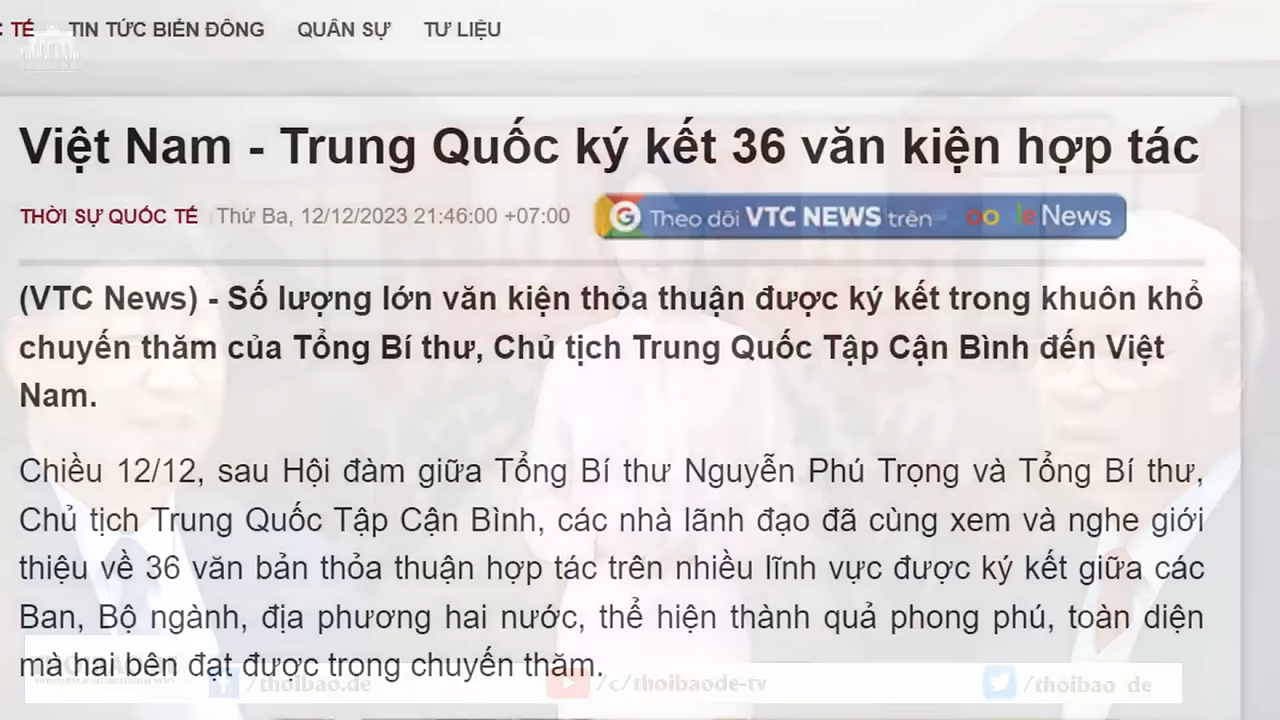 TẾ TIN TỨC BIỂN ĐÔNG QUÂN SỰ TƯ LIỆU
Việt Nam - Trung Quốc ký kết 36 văn kiện hợp tác
THỜI SỰ QUỐC TẾ Thứ Ba, 12/12/2023 21:46:00 +07:00 Theo dõi VTC NEWS trên oo le News
(VTC News) - Số lượng lớn văn kiện thỏa thuận được ký kết trong khuôn khổ
chuyến thăm của Tổng Bí thư, Chủ tịch Trung Quốc Tập Cận Bình đến Việt
Nam.
Chiều 12/12, sau Hội đàm giữa Tổng Bí thư Nguyễn Phú Trọng và Tổng Bí thư,
Chủ tịch Trung Quốc Tập Cận Bình, các nhà lãnh đạo đã cùng xem và nghe giới
thiệu về 36 văn bản thỏa thuận hợp tác trên nhiều lĩnh vực được ký kết giữa các
Ban, Bộ ngành, địa phương hai nước, thể hiện thành quả phong phú, toàn diện
mà hai bên đạt được trong chuyến thăm.
/thoibao.de /c/thoibaode-tv /thoibao_de